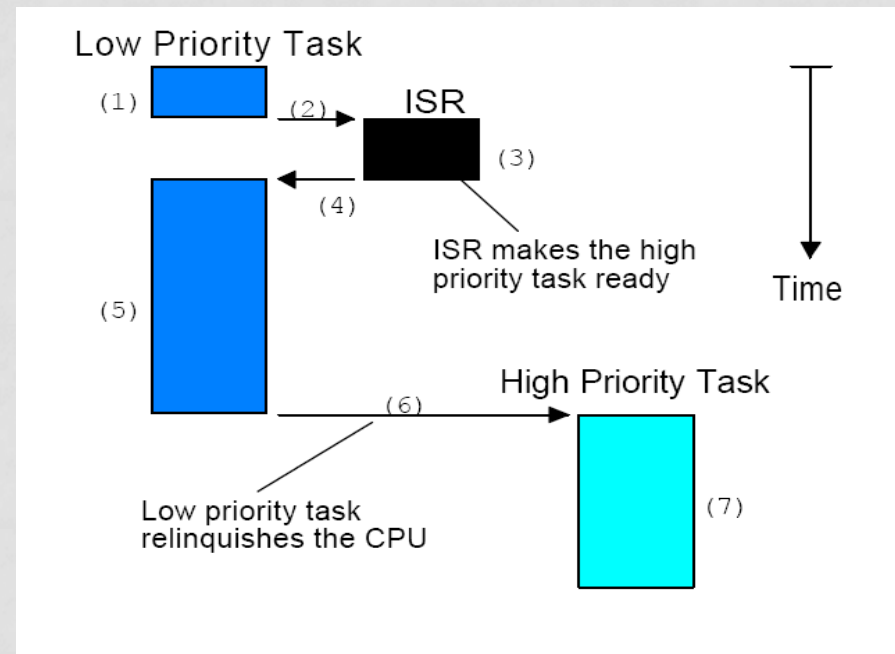 Low Priority Task
(1)
(2)
ISR
(3)
(4)
ISR makes the high
priority task ready
Time
(5)
High Priority Task
(6)
Low priority task
relinquishes the CPU
(7)